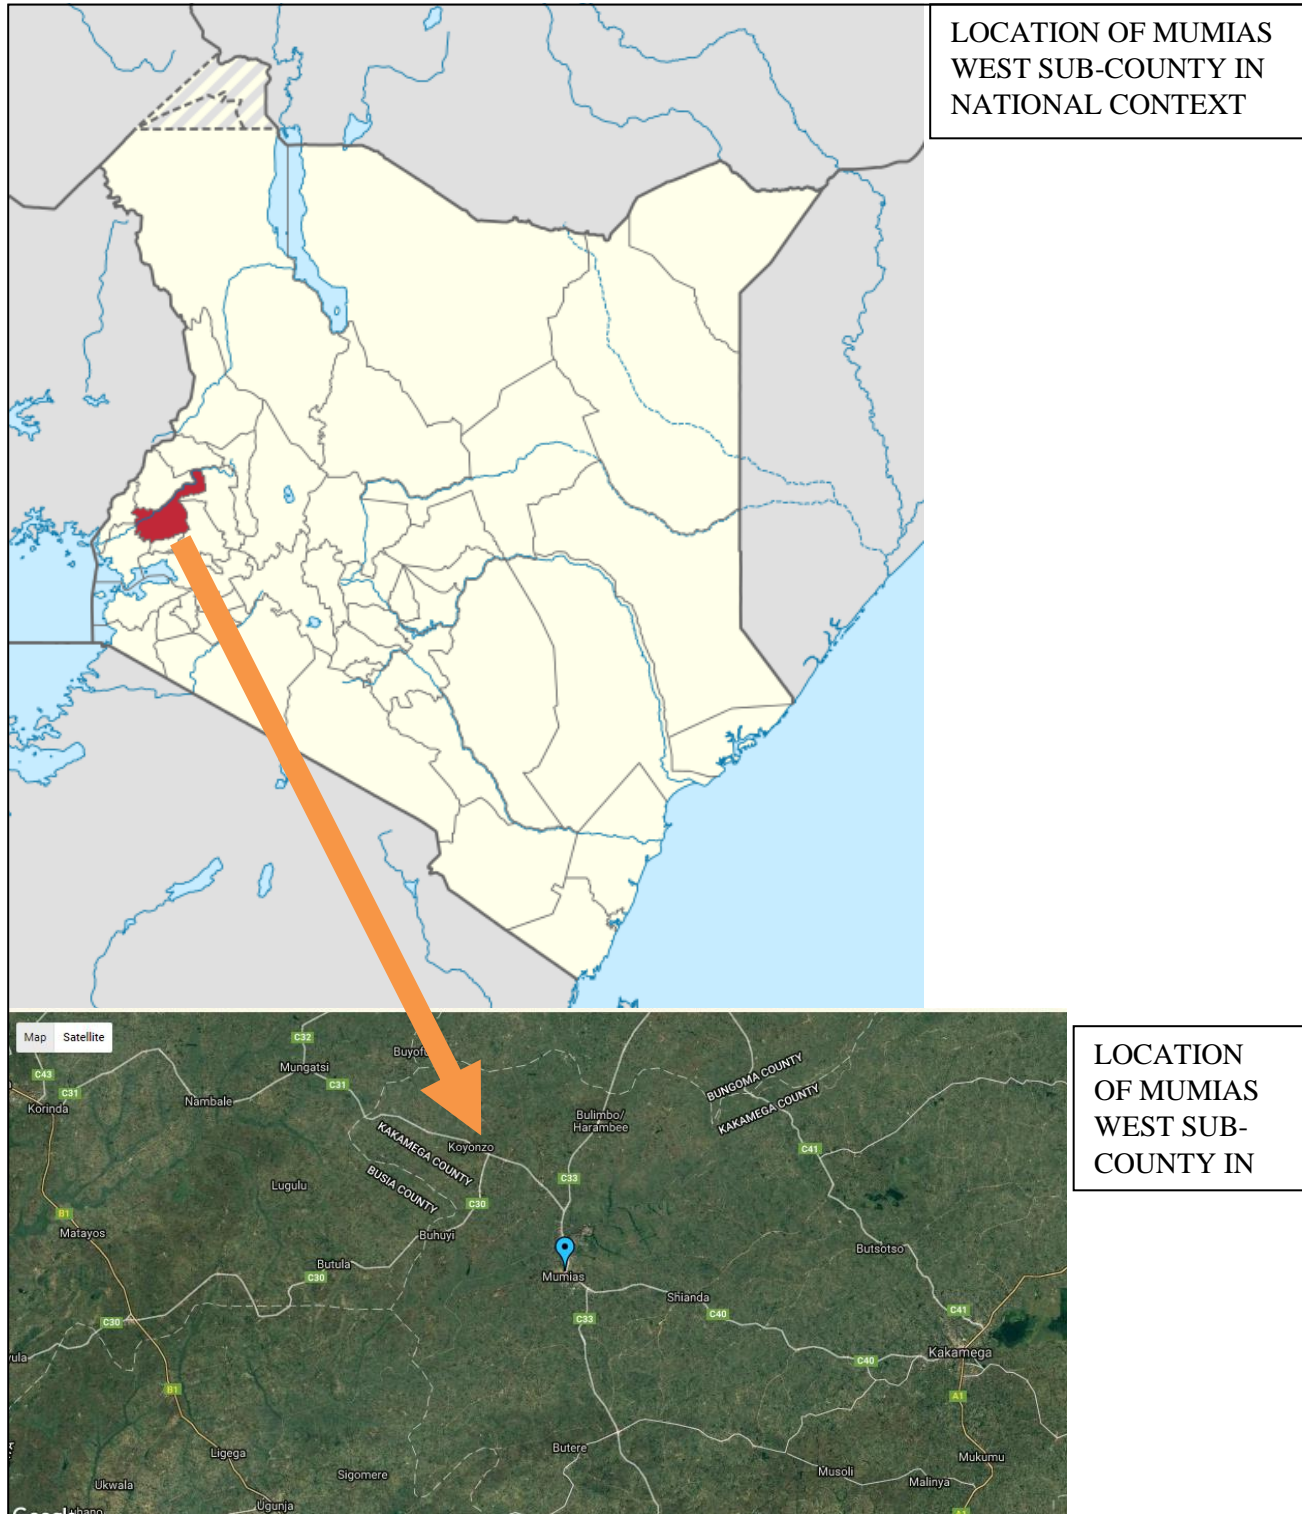 LOCATION OF MUMIAS
WEST SUB-COUNTY IN
NATIONAL CONTEXT
Map Satellite
C32
Mungatsi
C43
C31
Korinda
Nambale
C31
BUNGOMA COUNTY
KAKAMEGA COUNTY
Bulimbo/
Harambee
KAKAMEGA COUNTY
Koyonzo
C41
BUSIA COUNTY
Lugulu
C33
C30
B1
Matayos
Buhuyi
Butula
C30
Butsotso
Mumias
Shianda
C30
C33
C40
C41
Kakamega
C40
B1
A1
Butere
Ligega
Sigomere
Musoli
Mukumu
Malinya
Ukwala
Ugunja
A1
LOCATION
OF MUMIAS
WEST SUB-
COUNTY IN